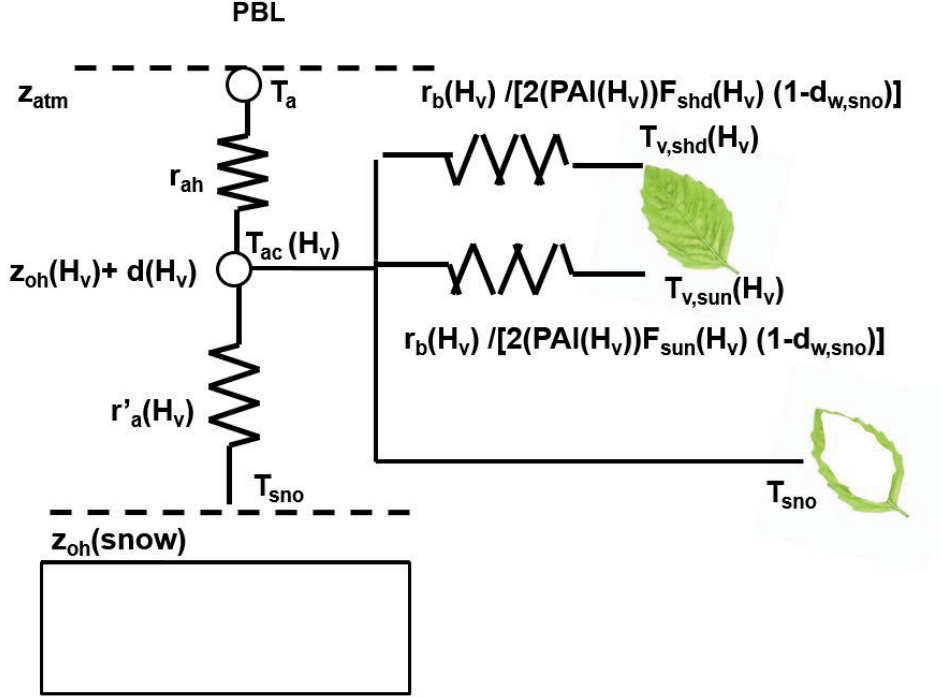 PBL
z_atm
T_a
r_b(H_v) /[2(PAI(H_v))F_shd(H_v) (1-d_w,sno)]
T_v,shd(H_v)
r_ah
T_ac (H_v)
z_oh(H_v)+ d(H_v)
T_v,sun(H_v)
r_b(H_v) /[2(PAI(H_v))F_sun(H_v) (1-d_w,sno)]
r'_a(H_v)
T_sno
T_sno
z_oh(snow)